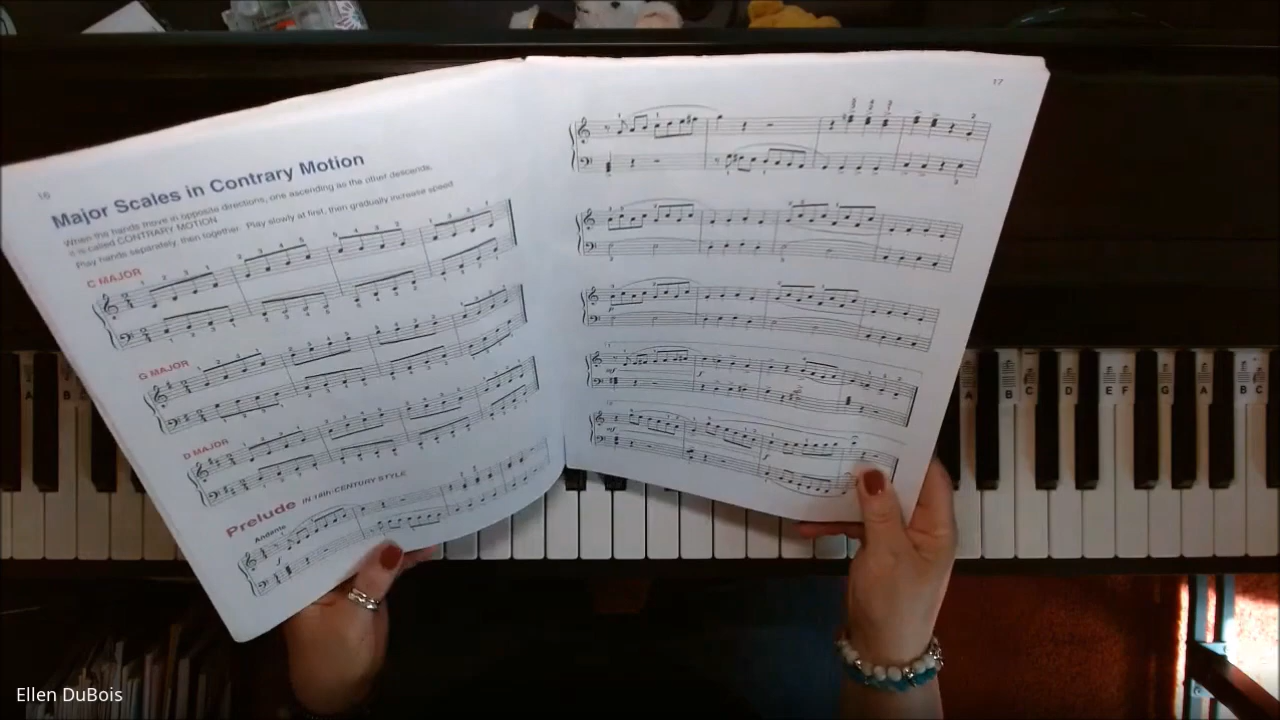 16
Major Scales in Contrary Motion
When the hands move in opposite directions, one ascending as the other descends,
it is called CONTRARY MOTION.
Play hands separately, then together. Play slowly at first, then gradually increase speed
C MAJOR
G MAJOR
D MAJOR
Prelude IN 18th-CENTURY STYLE
Andante
f
17
p
mf
mf
f
A B C
A B C D E F G A B C
Ellen DuBois